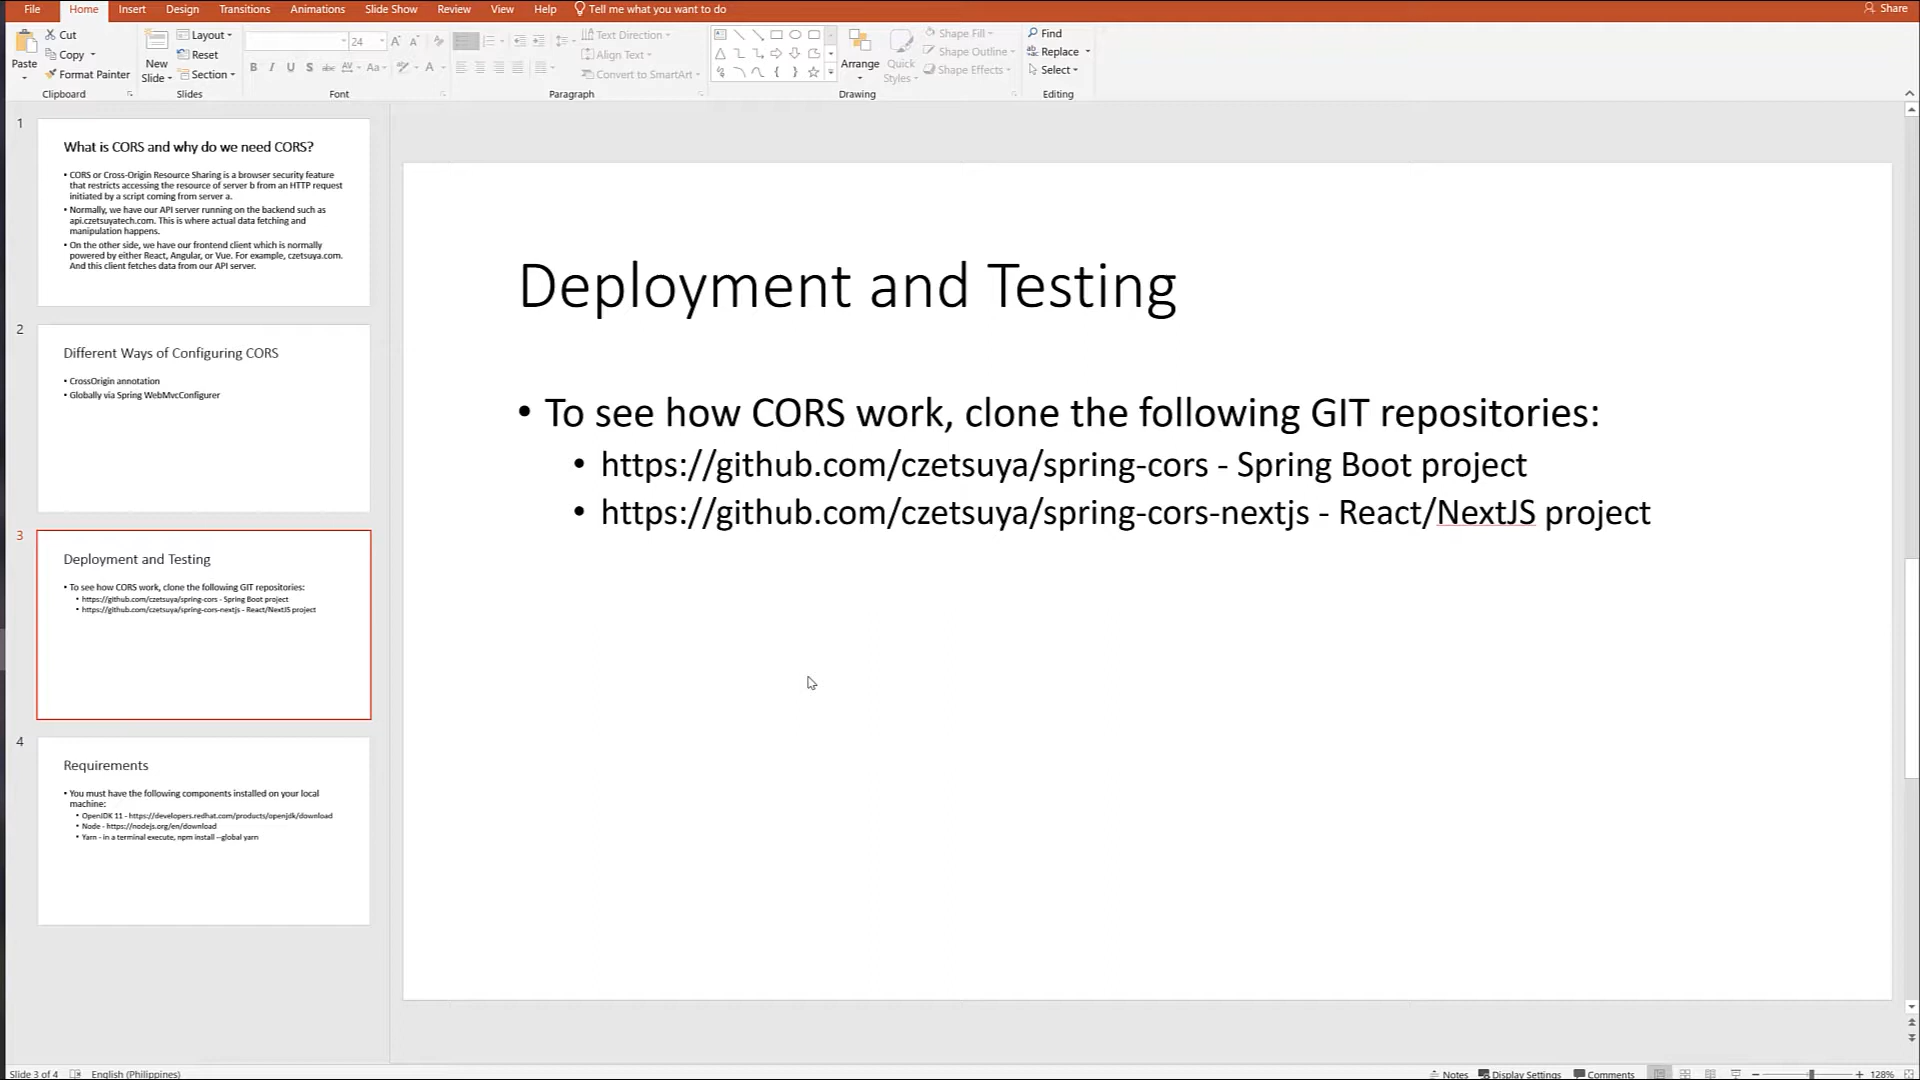 File Home Insert Design Transitions Animations Slide Show Review View Help Tell me what you want to do Share
Cut
Copy
Format Painter
Paste
Clipboard
New
Slide
Layout
Reset
Section
Slides
24
B I U S abc AV Aa A
Font
Text Direction
Align Text
Convert to SmartArt
Paragraph
Arrange
Quick
Styles
Shape Fill
Shape Outline
Shape Effects
Drawing
Find
Replace
Select
Editing
1
What is CORS and why do we need CORS?
• CORS or Cross-Origin Resource Sharing is a browser security feature
that restricts accessing the resource of server b from an HTTP request
initiated by a script coming from server a.
• Normally, we have our API server running on the backend such as
api.czetsuyatech.com. This is where actual data fetching and
manipulation happens.
• On the other side, we have our frontend client which is normally
powered by either React, Angular, or Vue. For example, czetsuya.com.
And this client fetches data from our API server.
2
Different Ways of Configuring CORS
• CrossOrigin annotation
• Globally via Spring WebMvcConfigurer
3
Deployment and Testing
• To see how CORS work, clone the following GIT repositories:
• https://github.com/czetsuya/spring-cors - Spring Boot project
• https://github.com/czetsuya/spring-cors-nextjs - React/NextJS project
4
Requirements
• You must have the following components installed on your local
machine:
• OpenJDK 11 - https://developers.redhat.com/products/openjdk/download
• Node - https://nodejs.org/en/download
• Yarn - in a terminal execute, npm install --global yarn
Deployment and Testing
• To see how CORS work, clone the following GIT repositories:
• https://github.com/czetsuya/spring-cors - Spring Boot project
• https://github.com/czetsuya/spring-cors-nextjs - React/NextJS project
Slide 3 of 4 English (Philippines) Notes Display Settings Comments 128%